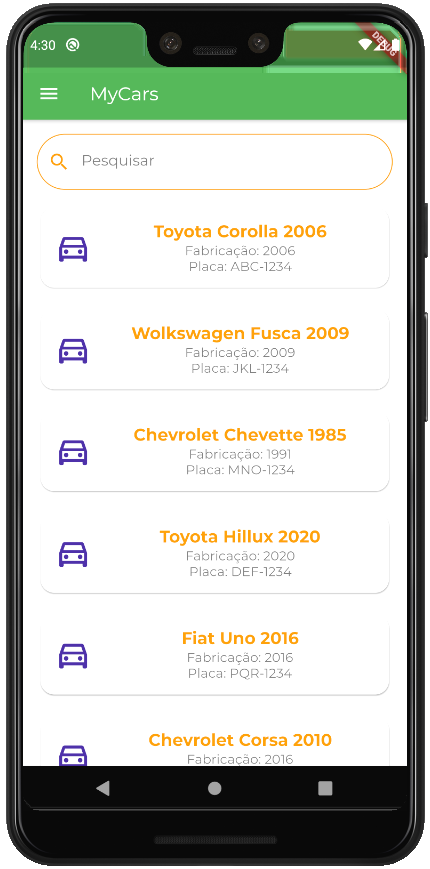 4:30
DEBUG
MyCars
Pesquisar
Toyota Corolla 2006
Fabricação: 2006
Placa: ABC-1234
Wolkswagen Fusca 2009
Fabricação: 2009
Placa: JKL-1234
Chevrolet Chevette 1985
Fabricação: 1991
Placa: MNO-1234
Toyota Hillux 2020
Fabricação: 2020
Placa: DEF-1234
Fiat Uno 2016
Fabricação: 2016
Placa: PQR-1234
Chevrolet Corsa 2010
Fabricação: 2016